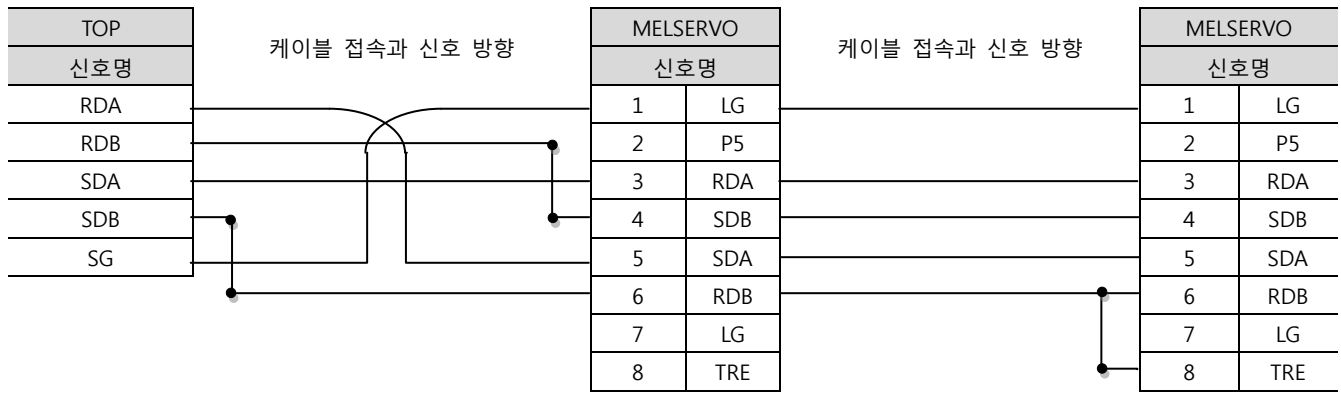 TOP 케이블 접속과 신호 방향 MELSERVO 케이블 접속과 신호 방향 MELSERVO
신호명 신호명 신호명
RDA 1 LG 1 LG
RDB 2 P5 2 P5
SDA 3 RDA 3 RDA
SDB 4 SDB 4 SDB
SG 5 SDA 5 SDA
6 RDB 6 RDB
7 LG 7 LG
8 TRE 8 TRE